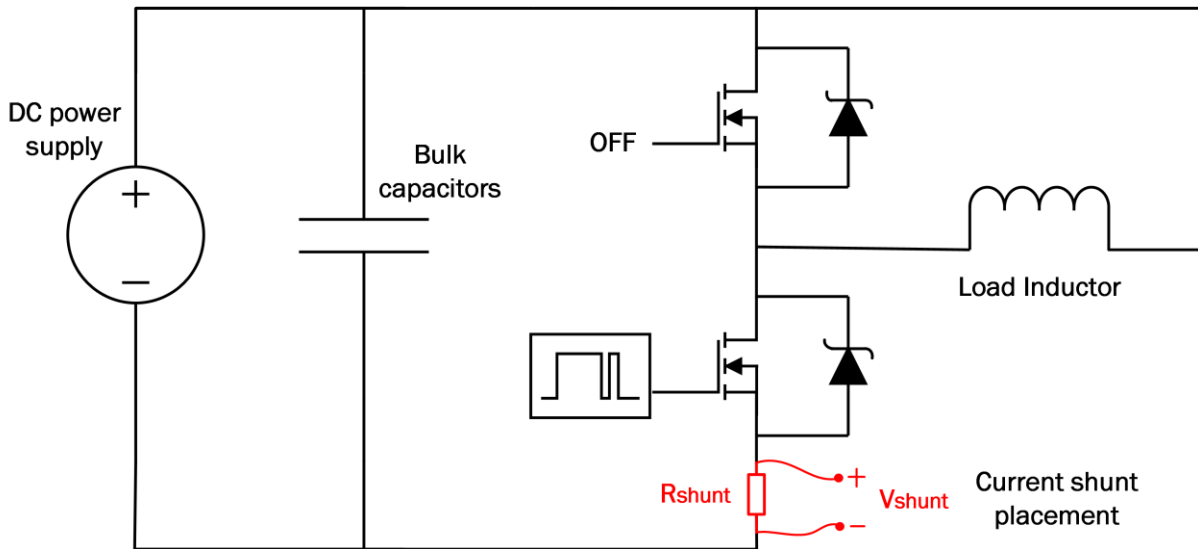 DC power
supply
+
−
Bulk
capacitors
OFF
Load Inductor
Rshunt
+
Vshunt
−
Current shunt
placement